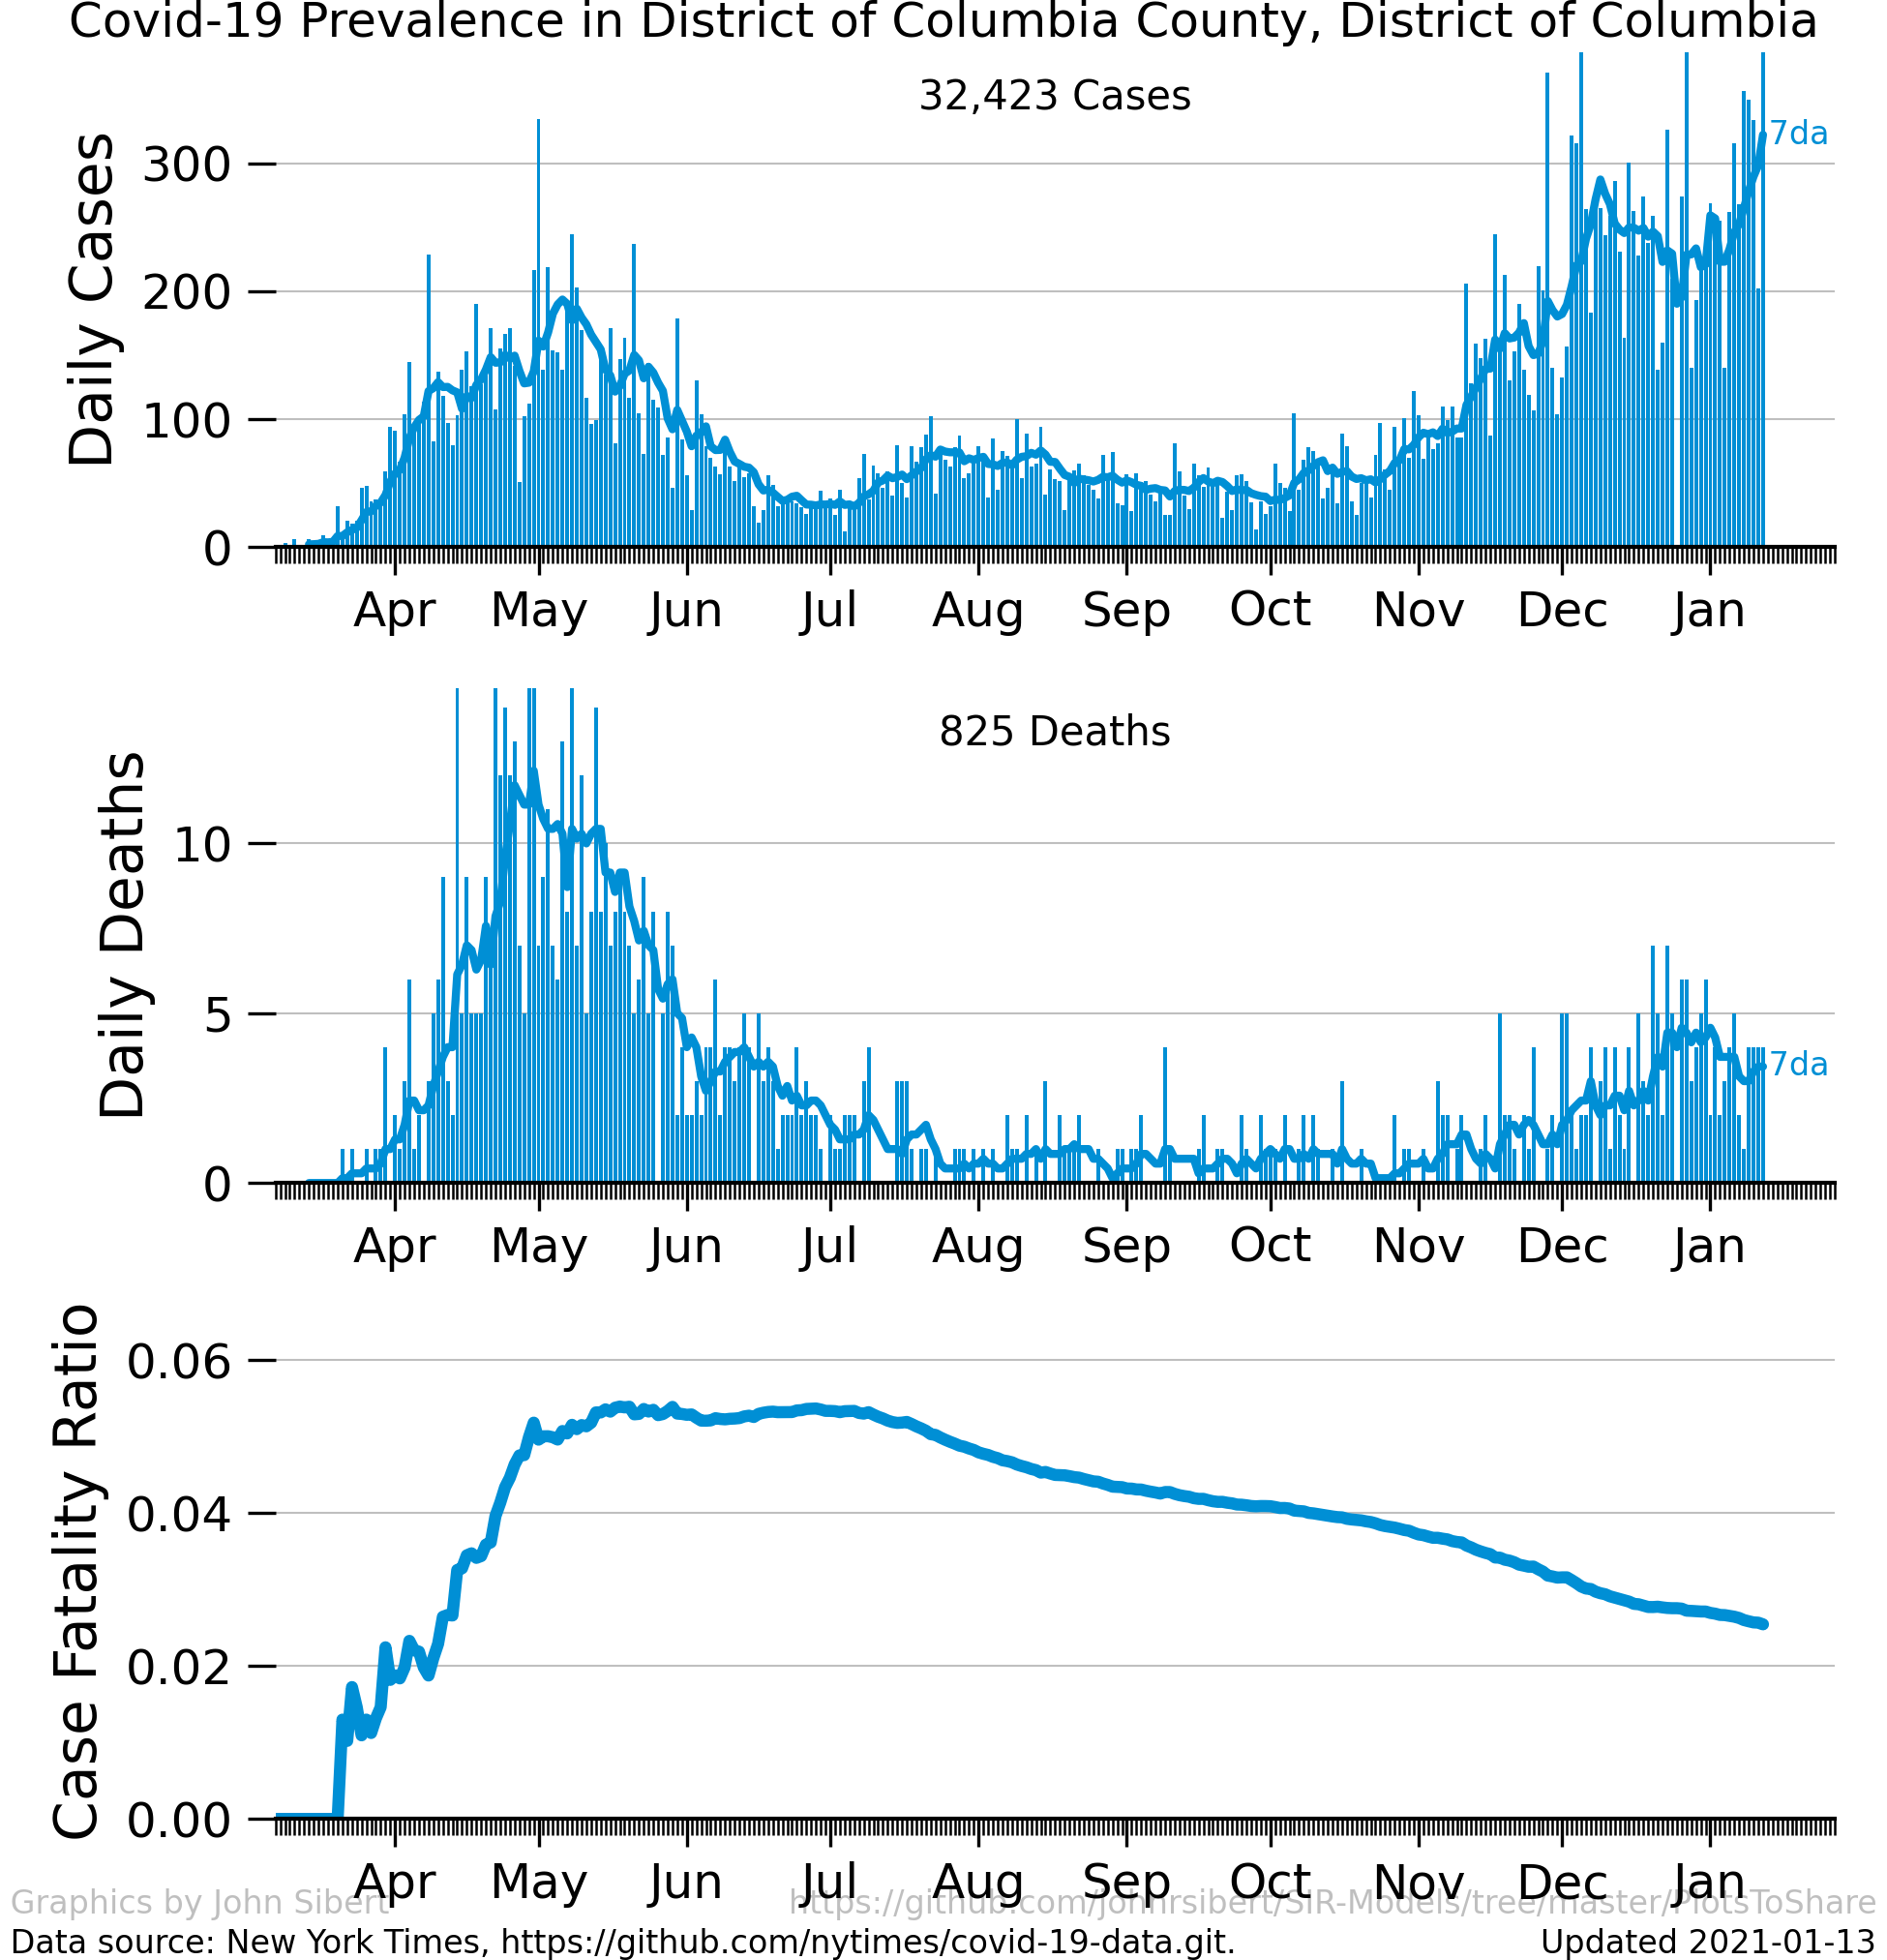 Covid-19 Prevalence in District of Columbia County, District of Columbia
32,423 Cases
Daily Cases
300
200
100
0
7da
Apr May Jun Jul Aug Sep Oct Nov Dec Jan
825 Deaths
Daily Deaths
10
5
0
7da
Apr May Jun Jul Aug Sep Oct Nov Dec Jan
Case Fatality Ratio
0.06
0.04
0.02
0.00
Apr May Jun Jul Aug Sep Oct Nov Dec Jan
Graphics by John Sibert https://github.com/johnrsibert/SIR-Models/tree/master/PlotsToShare
Data source: New York Times, https://github.com/nytimes/covid-19-data.git. Updated 2021-01-13